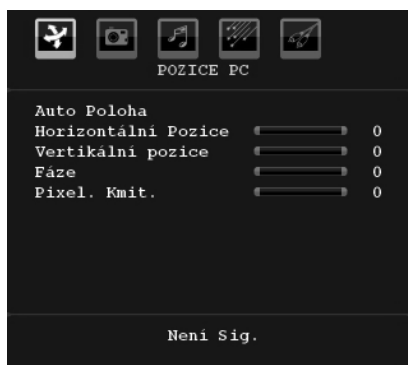 POZICE PC
Auto Poloha
Horizontální Pozice 0
Vertikální pozice 0
Fáze 0
Pixel. Kmit. 0
Není Sig.